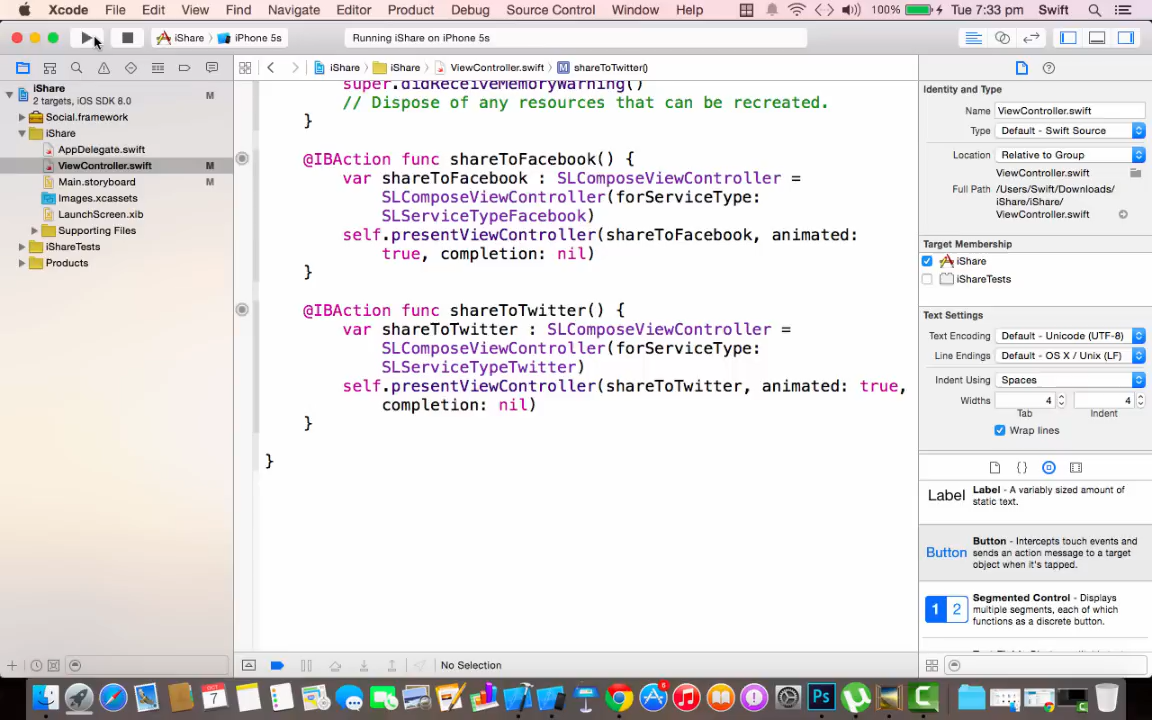 Xcode File Edit View Find Navigate Editor Product Debug Source Control Window Help 100% Tue 7:33 pm Swift
iShare iPhone 5s Running iShare on iPhone 5s
iShare iShare ViewController.swift M shareToTwitter()
iShare
2 targets, iOS SDK 8.0 M
Social.framework
iShare
AppDelegate.swift
ViewController.swift M
Main.storyboard M
Images.xcassets
LaunchScreen.xib
Supporting Files
iShareTests
Products
super.didReceiveMemoryWarning()
// Dispose of any resources that can be recreated.
}
@IBAction func shareToFacebook() {
var shareToFacebook : SLComposeViewController =
SLComposeViewController(forServiceType:
SLServiceTypeFacebook)
self.presentViewController(shareToFacebook, animated:
true, completion: nil)
}
@IBAction func shareToTwitter() {
var shareToTwitter : SLComposeViewController =
SLComposeViewController(forServiceType:
SLServiceTypeTwitter)
self.presentViewController(shareToTwitter, animated: true,
completion: nil)
}
}
No Selection
Identity and Type
Name ViewController.swift
Type Default - Swift Source
Location Relative to Group
ViewController.swift
Full Path /Users/Swift/Downloads/
iShare/iShare/
ViewController.swift
Target Membership
iShare
iShareTests
Text Settings
Text Encoding Default - Unicode (UTF-8)
Line Endings Default - OS X / Unix (LF)
Indent Using Spaces
Widths 4 4
Tab Indent
Wrap lines
{}
Label Label - A variably sized amount of
static text.
Button Button - Intercepts touch events and
sends an action message to a target
object when it's tapped.
1 2 Segmented Control - Displays
multiple segments, each of which
functions as a discrete button.
OCT
7
Ps